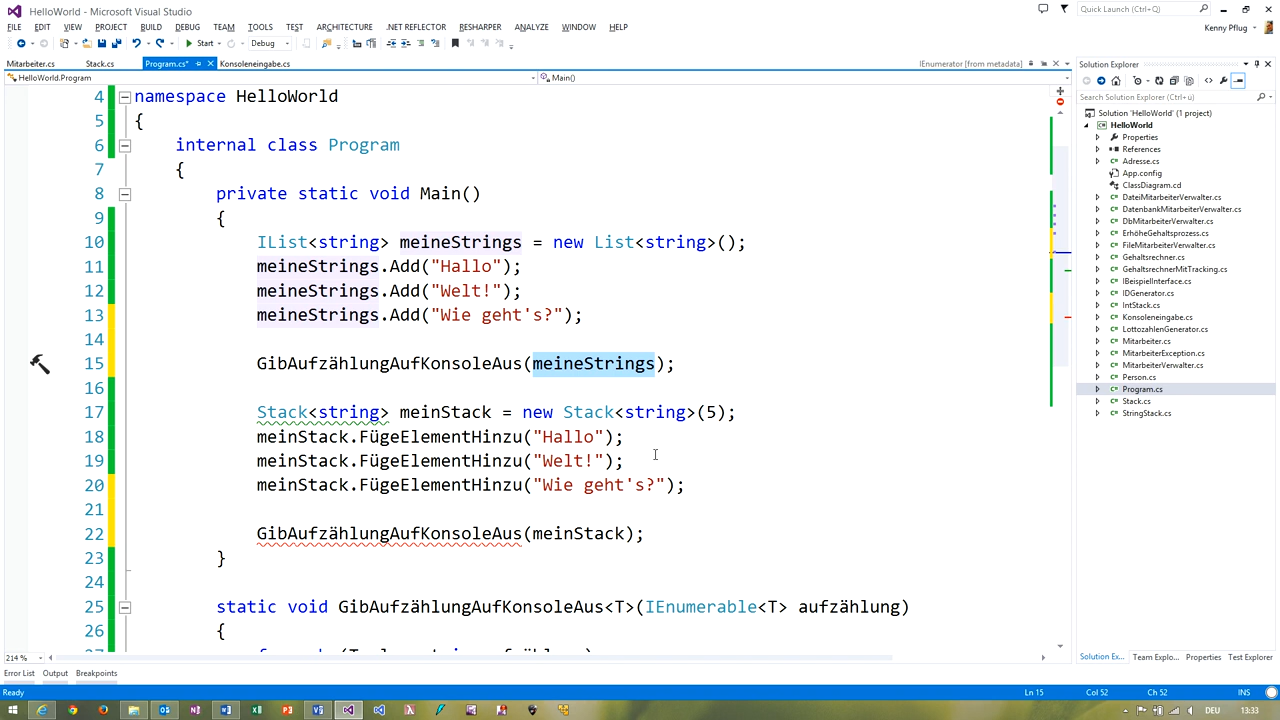 HelloWorld - Microsoft Visual Studio
Quick Launch (Ctrl+Q)
FILE EDIT VIEW PROJECT BUILD DEBUG TEAM TOOLS TEST ARCHITECTURE .NET REFLECTOR RESHARPER ANALYZE WINDOW HELP
Kenny Pflug
Start Debug
Mitarbeiter.cs Stack.cs Program.cs* Konsoleneingabe.cs IEnumerator [from metadata]
HelloWorld.Program Main()
4 namespace HelloWorld
5 {
6 internal class Program
7 {
8 private static void Main()
9 {
10 IList<string> meineStrings = new List<string>();
11 meineStrings.Add("Hallo");
12 meineStrings.Add("Welt!");
13 meineStrings.Add("Wie geht's?");
14
15 GibAufzählungAufKonsoleAus(meineStrings);
16
17 Stack<string> meinStack = new Stack<string>(5);
18 meinStack.FügeElementHinzu("Hallo");
19 meinStack.FügeElementHinzu("Welt!");
20 meinStack.FügeElementHinzu("Wie geht's?");
21
22 GibAufzählungAufKonsoleAus(meinStack);
23 }
24
25 static void GibAufzählungAufKonsoleAus<T>(IEnumerable<T> aufzählung)
26 {
214 %
Solution Explorer
Search Solution Explorer (Ctrl+ü)
Solution 'HelloWorld' (1 project)
HelloWorld
Properties
References
Adresse.cs
App.config
ClassDiagram.cd
DateiMitarbeiterVerwalter.cs
DatenbankMitarbeiterVerwalter.cs
DbMitarbeiterVerwalter.cs
ErhöheGehaltsprozess.cs
FileMitarbeiterVerwalter.cs
Gehaltsrechner.cs
GehaltsrechnerMitTracking.cs
IBeispielInterface.cs
IDGenerator.cs
IntStack.cs
Konsoleneingabe.cs
LottozahlenGenerator.cs
Mitarbeiter.cs
MitarbeiterException.cs
MitarbeiterVerwalter.cs
Person.cs
Program.cs
Stack.cs
StringStack.cs
Solution Ex... Team Explo... Properties Test Explorer
Error List Output Breakpoints
Ready Ln 15 Col 52 Ch 52 INS
DEU 13:33